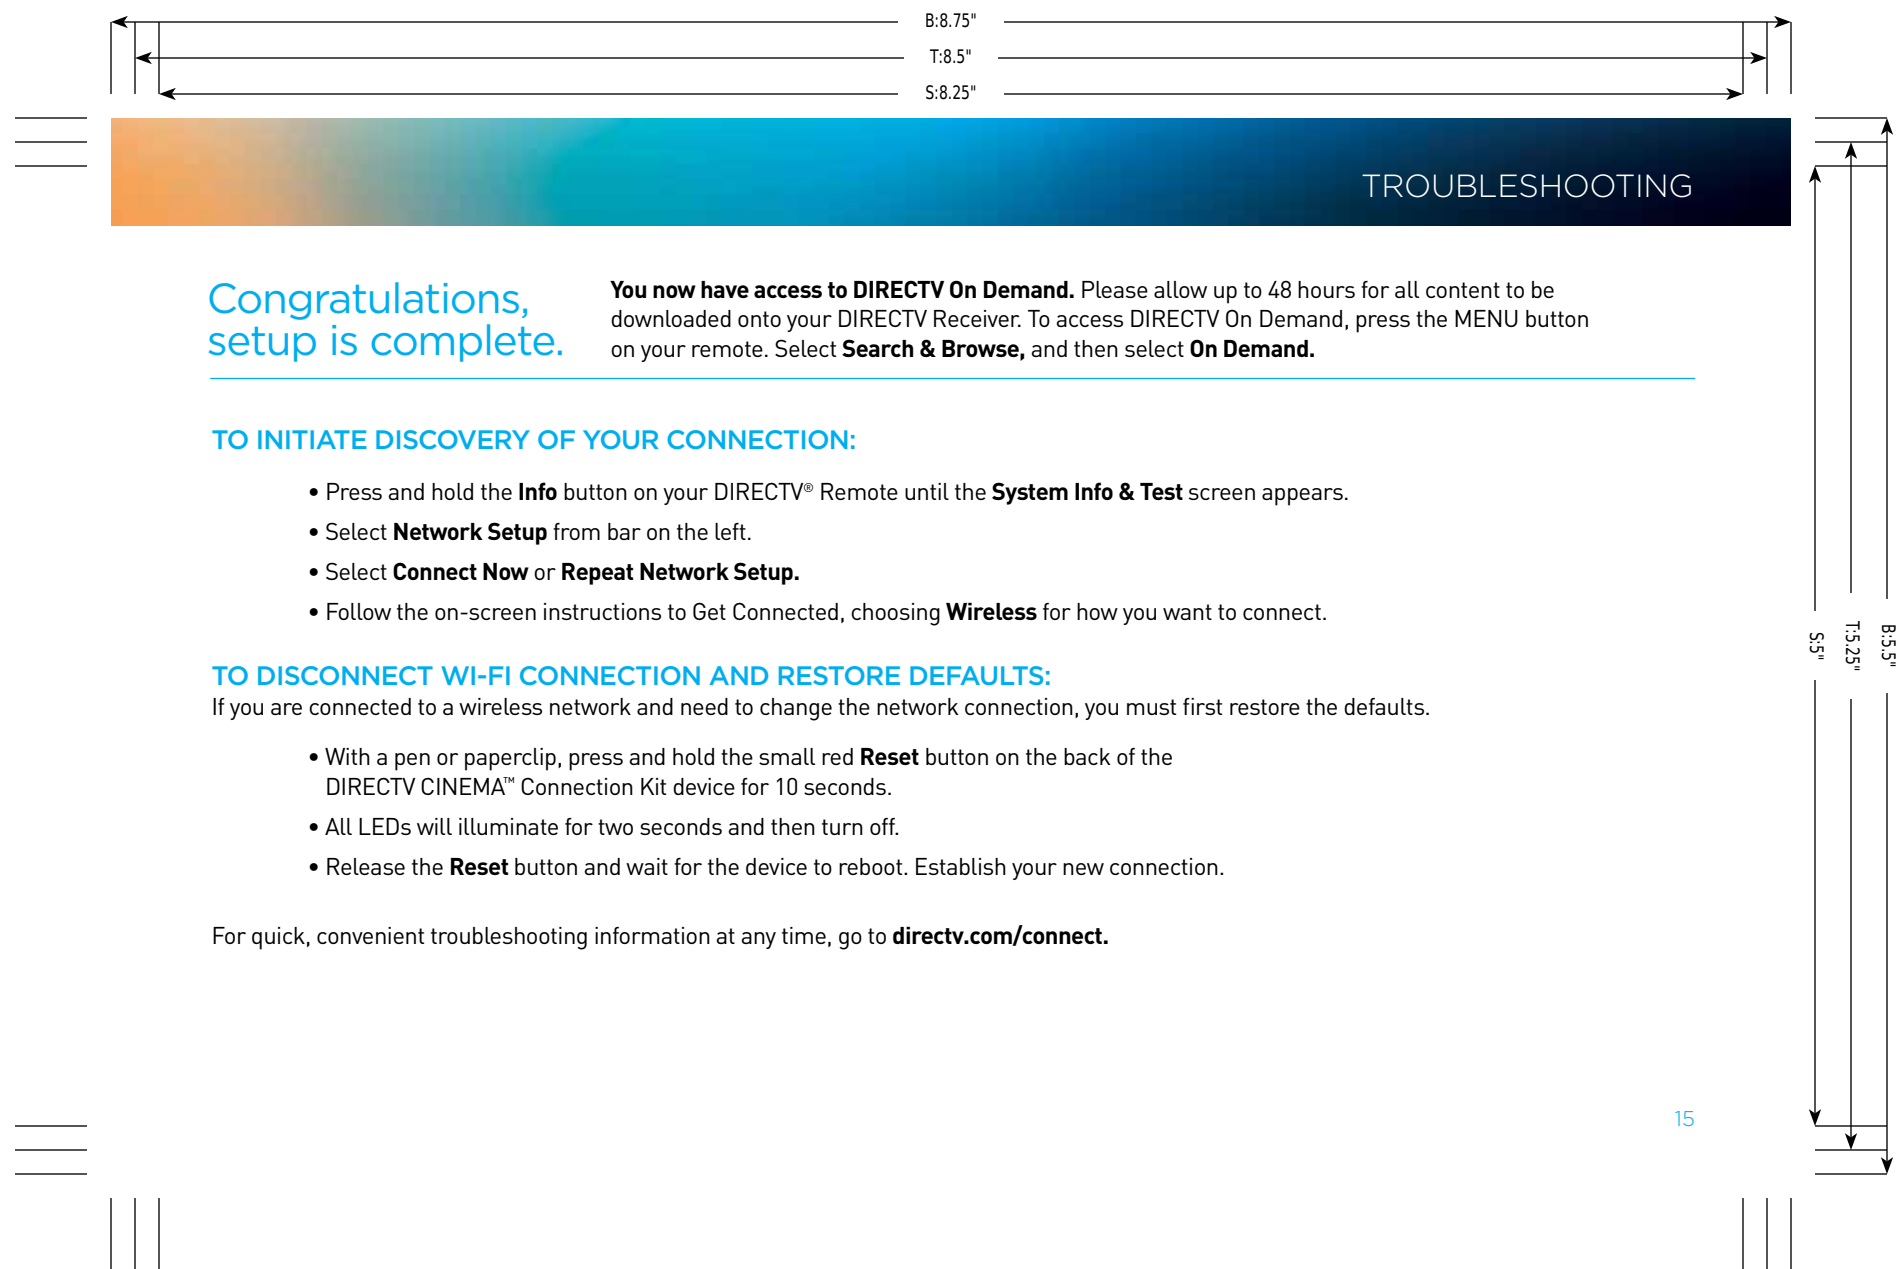 B:8.75"
T:8.5"
S:8.25"
TROUBLESHOOTING
Congratulations,
setup is complete.
You now have access to DIRECTV On Demand. Please allow up to 48 hours for all content to be
downloaded onto your DIRECTV Receiver. To access DIRECTV On Demand, press the MENU button
on your remote. Select Search & Browse, and then select On Demand.
TO INITIATE DISCOVERY OF YOUR CONNECTION:
• Press and hold the Info button on your DIRECTV® Remote until the System Info & Test screen appears.
• Select Network Setup from bar on the left.
• Select Connect Now or Repeat Network Setup.
• Follow the on-screen instructions to Get Connected, choosing Wireless for how you want to connect.
TO DISCONNECT WI-FI CONNECTION AND RESTORE DEFAULTS:
If you are connected to a wireless network and need to change the network connection, you must first restore the defaults.
• With a pen or paperclip, press and hold the small red Reset button on the back of the
DIRECTV CINEMA™ Connection Kit device for 10 seconds.
• All LEDs will illuminate for two seconds and then turn off.
• Release the Reset button and wait for the device to reboot. Establish your new connection.
For quick, convenient troubleshooting information at any time, go to directv.com/connect.
15
S:5"
T:5.25"
B:5.5"